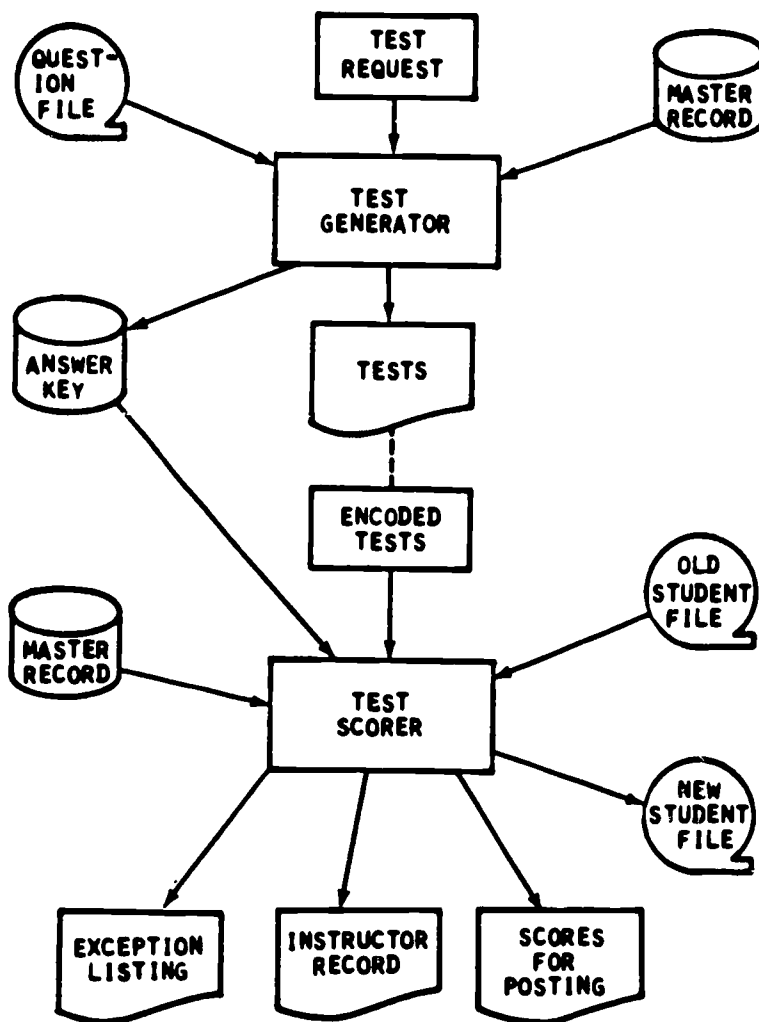 QUEST-
ION
FILE
TEST
REQUEST
MASTER
RECORD
TEST
GENERATOR
ANSWER
KEY
TESTS
ENCODED
TESTS
OLD
STUDENT
FILE
MASTER
RECORD
TEST
SCORER
NEW
STUDENT
FILE
EXCEPTION
LISTING
INSTRUCTOR
RECORD
SCORES
FOR
POSTING